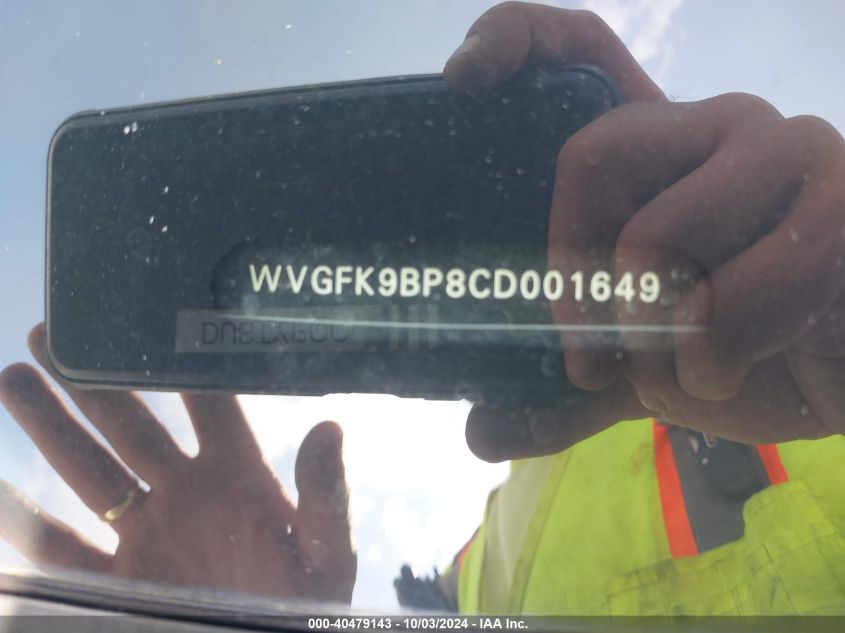 WVGFK9BP8CD001649
000-40479143 - 10/03/2024 - IAA Inc.